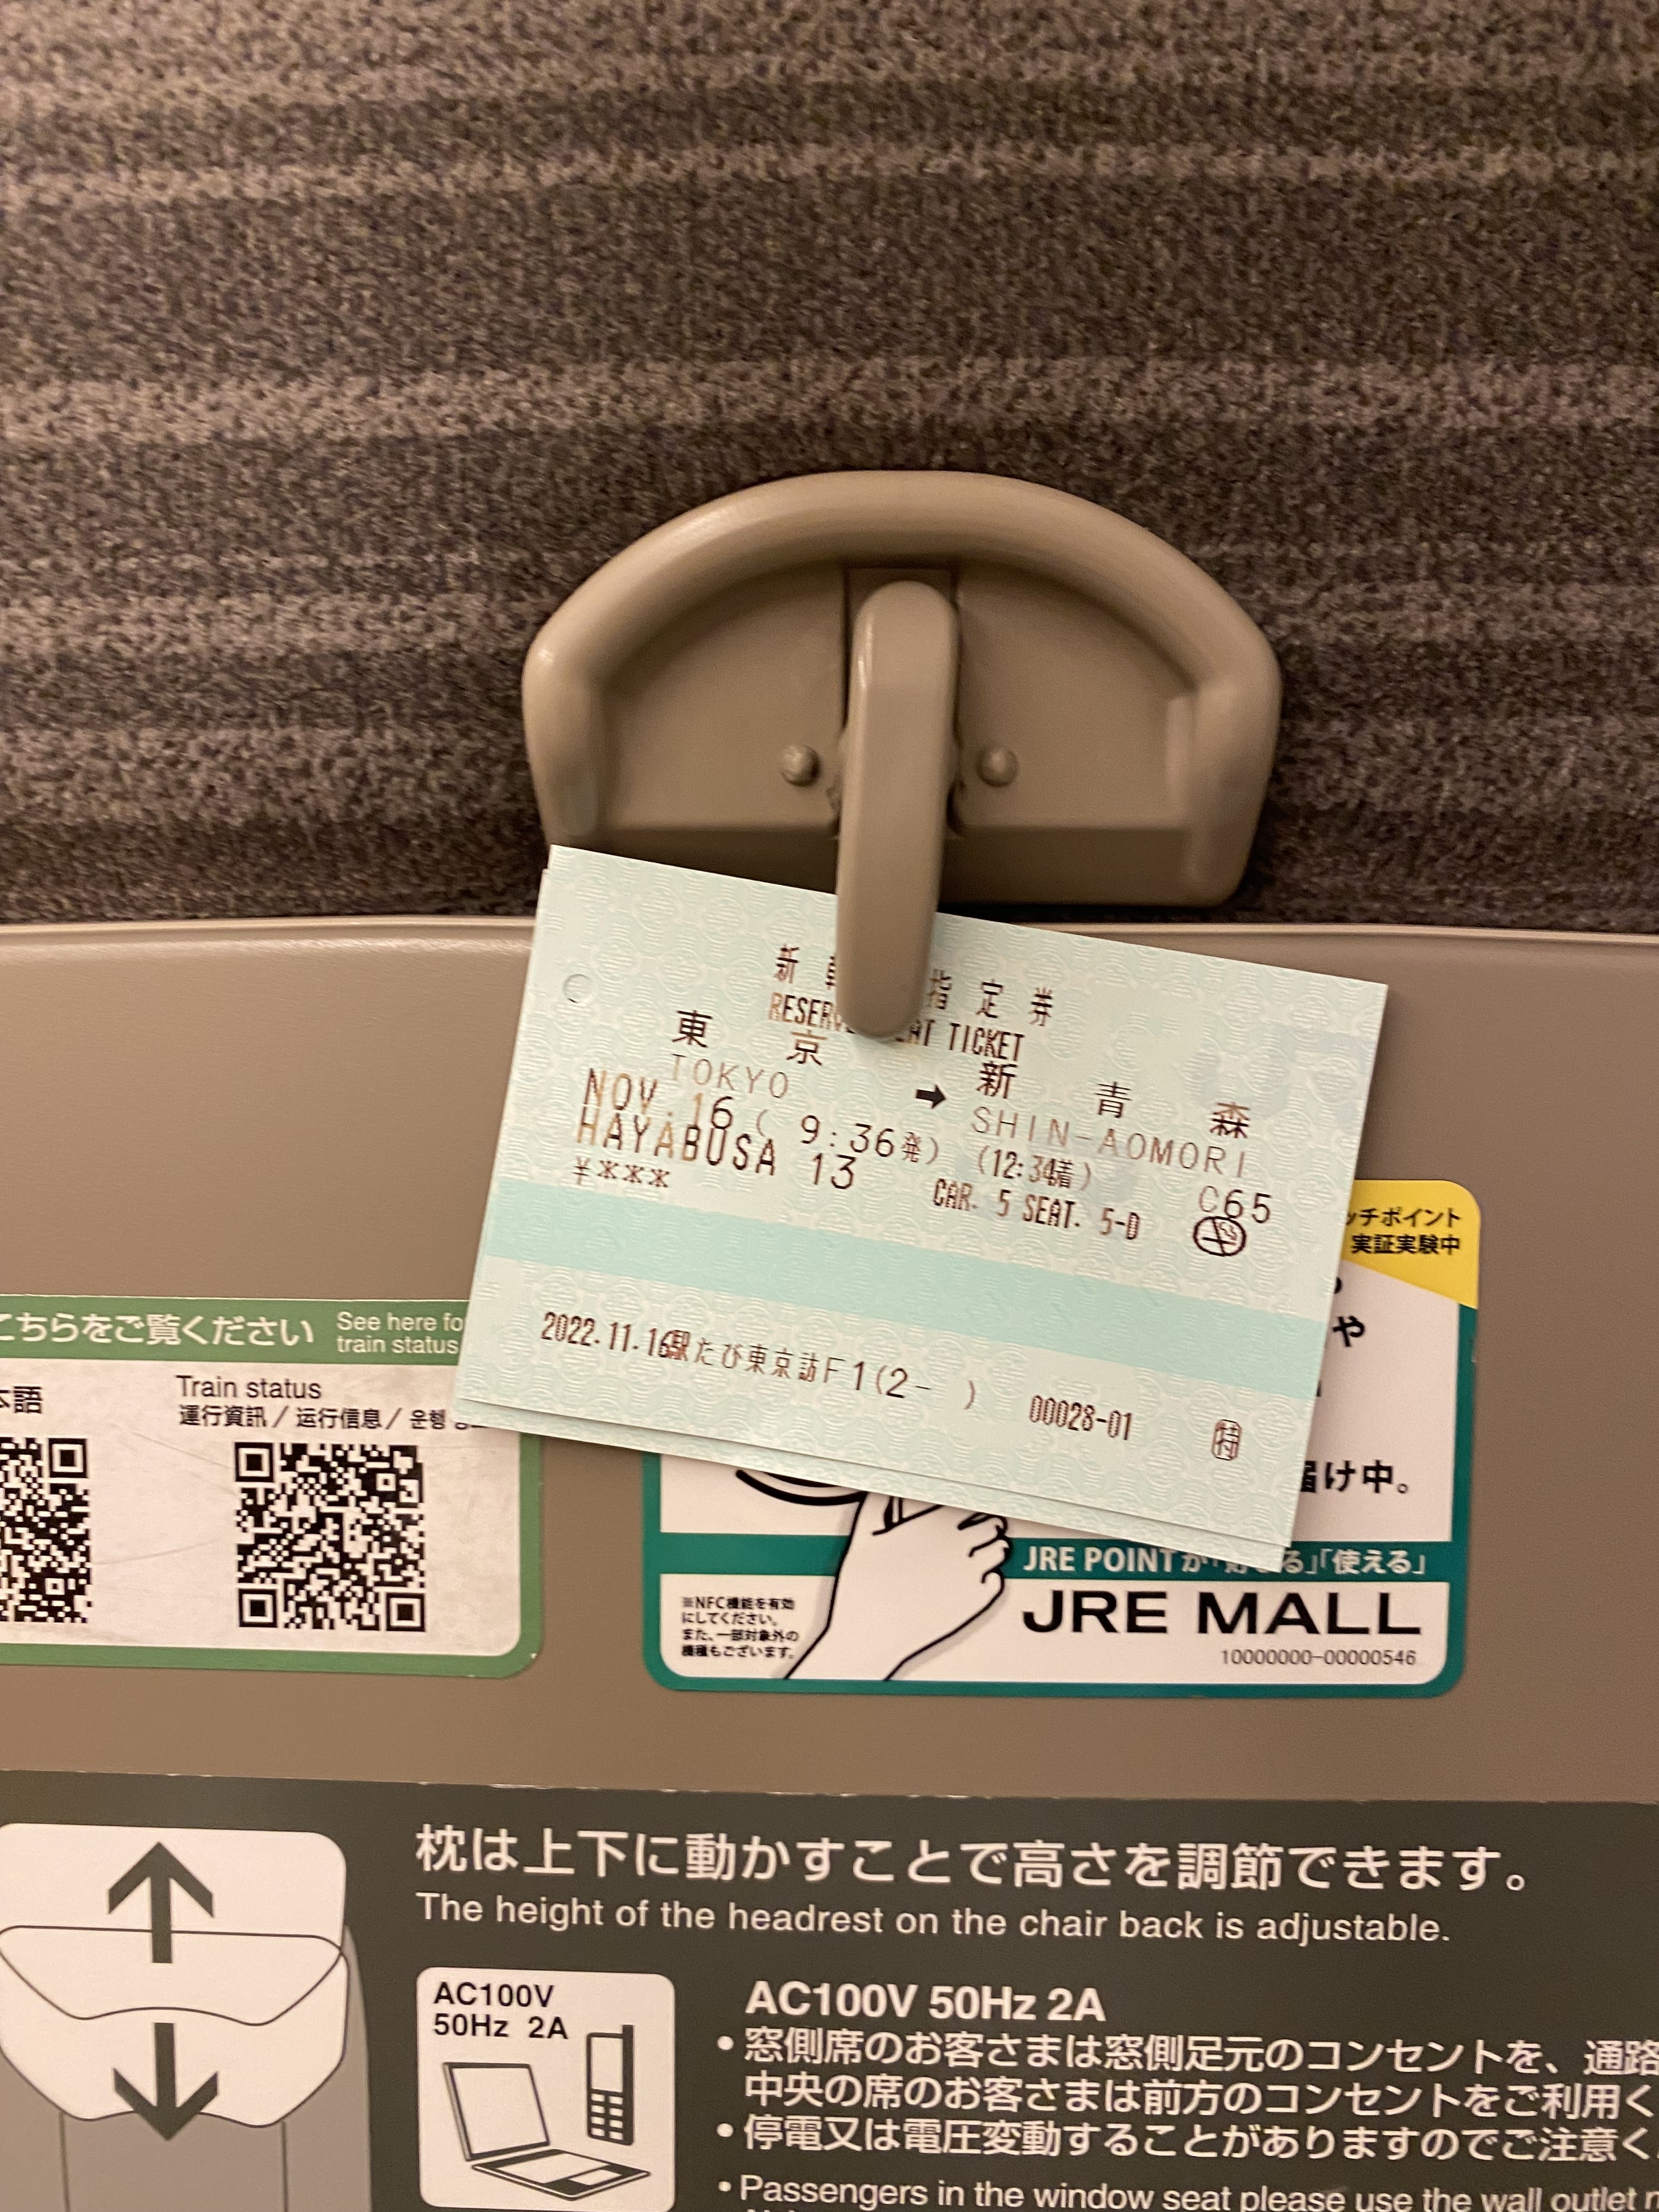 新 指 定 券
RESER AT TICKET
東 京 ➡ 新 青 森
TOKYO SHIN-AOMORI
NOV.16( 9:36発) (12:34着) C65
HAYABUSA 13 CAR. 5 SEAT. 5-D
¥***
2022.11.16 駅たび東京訪F1(2- ) 00028-01 特
こちらをご覧ください See here fo
train status
本語
Train status
運行資訊 / 运行信息 / 운행
ッチポイント
実証実験中
や
届け中。
JRE POINTが「貯まる」「使える」
JRE MALL
10000000-00000546
※NFC機能を有効
にしてください。
また、一部対象外の
機種もございます。
枕は上下に動かすことで高さを調節できます。
The height of the headrest on the chair back is adjustable.
AC100V
50Hz 2A
AC100V 50Hz 2A
• 窓側席のお客さまは窓側足元のコンセントを、通路
中央の席のお客さまは前方のコンセントをご利用く
• 停電又は電圧変動することがありますのでご注意く
• Passengers in the window seat please use the wall outlet